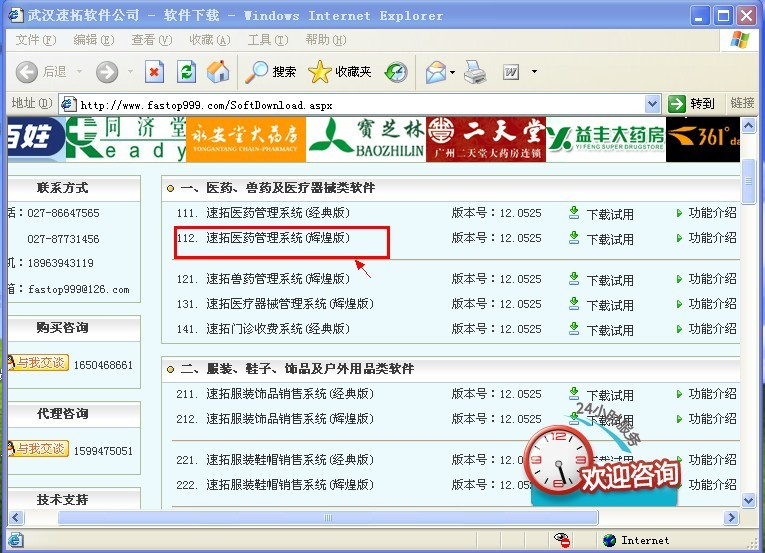 武汉速拓软件公司 - 软件下载 - Windows Internet Explorer
文件(F) 编辑(E) 查看(V) 收藏(A) 工具(T) 帮助(H)
后退 搜索 收藏夹
地址(D) http://www.fastop999.com/SoftDownload.aspx 转到 链接
百姓 同济堂 Ready 永安堂大药房 YONGANTANG CHAIN-PHARMACY 宝芝林 BAOZHILIN 二天堂 广州二天堂大药房连锁 益丰大药房 YIFENG SUPER DRUGSTORE 361°
联系方式
话：027-86647565
027-87731456
机：18963943119
箱：fastop999@126.com
购买咨询
与我交谈 1650468661
代理咨询
与我交谈 1599475051
技术支持
一、医药、兽药及医疗器械类软件
111. 速拓医药管理系统(经典版) 版本号：12.0525 下载试用 功能介绍
112. 速拓医药管理系统(辉煌版) 版本号：12.0525 下载试用 功能介绍
121. 速拓兽药管理系统(辉煌版) 版本号：12.0525 下载试用 功能介绍
131. 速拓医疗器械管理系统(辉煌版) 版本号：12.0525 下载试用 功能介绍
141. 速拓门诊收费系统(经典版) 版本号：12.0525 下载试用 功能介绍
二、服装、鞋子、饰品及户外用品类软件
211. 速拓服装饰品销售系统(经典版) 版本号：12.0525 下载试用 功能介绍
212. 速拓服装饰品销售系统(辉煌版) 版本号：12.0525 下载试用 功能介绍
221. 速拓服装鞋帽销售系统(经典版) 版本号：12.0 下载试用 功能介绍
222. 速拓服装鞋帽销售系统(辉煌版) 版本号：12.05 功能介绍
24小时服务
12 3 6 9
欢迎咨询
Internet